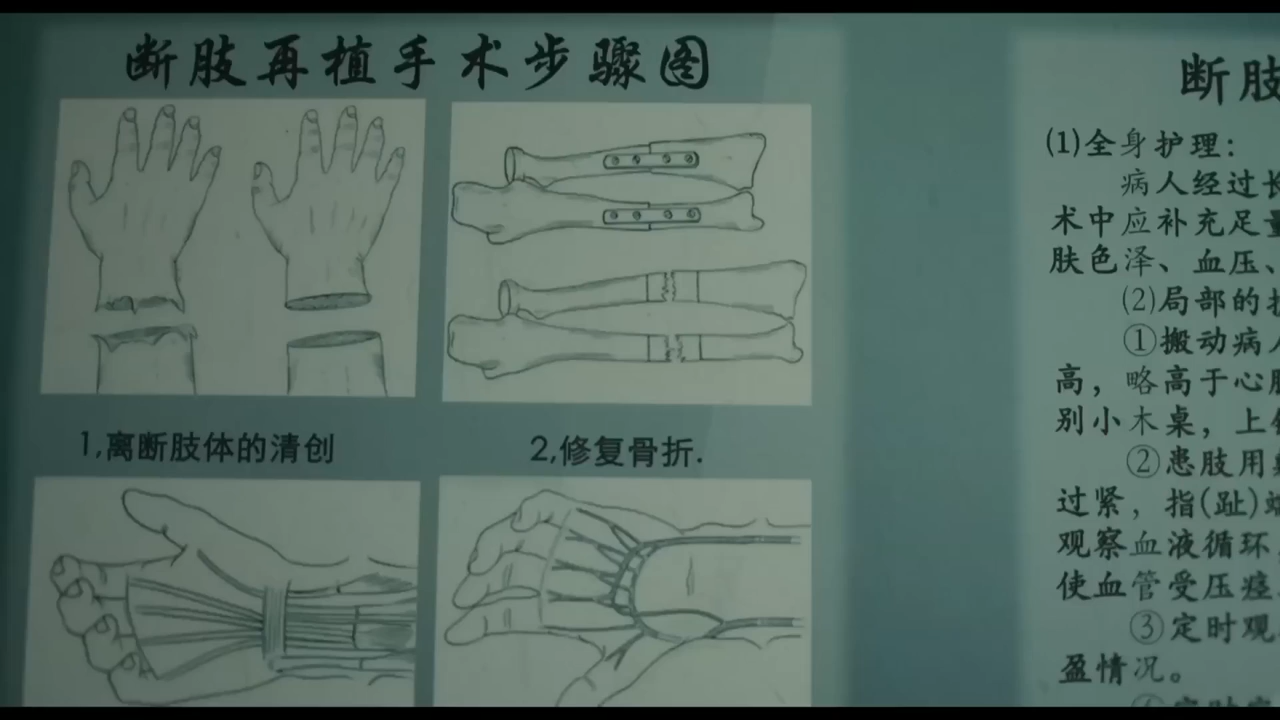 断肢再植手术步骤图
1,离断肢体的清创
2,修复骨折.
断肢
(1)全身护理：
病人经过长
术中应补充足量
肤色泽、血压、
(2)局部的护
①搬动病人
高，略高于心脏
别小木桌，上
②患肢用
过紧，指(趾)端
观察血液循环
使血管受压痉
③定时观
盈情况。